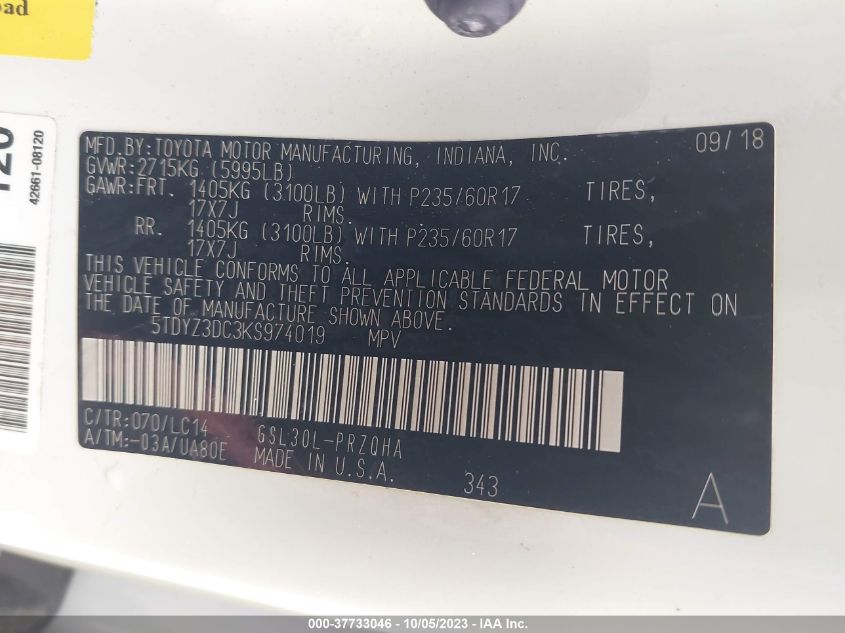 oad
42661-08120
MFD.BY:TOYOTA MOTOR MANUFACTURING, INDIANA, INC. 09/18
GVWR:2715KG (5995LB)
GAWR:FRT. 1405KG (3100LB) WITH P235/60R17 TIRES,
17X7J RIMS.
RR. 1405KG (3100LB) WITH P235/60R17 TIRES,
17X7J RIMS.
THIS VEHICLE CONFORMS TO ALL APPLICABLE FEDERAL MOTOR
VEHICLE SAFETY AND THEFT PREVENTION STANDARDS IN EFFECT ON
THE DATE OF MANUFACTURE SHOWN ABOVE.
5TDYZ3DC3KS974019 MPV
C/TR:070/LC14 GSL30L-PRZQHA
A/TM:-03A/UA80E MADE IN U.S.A. 343
A
000-37733046 - 10/05/2023 - IAA Inc.